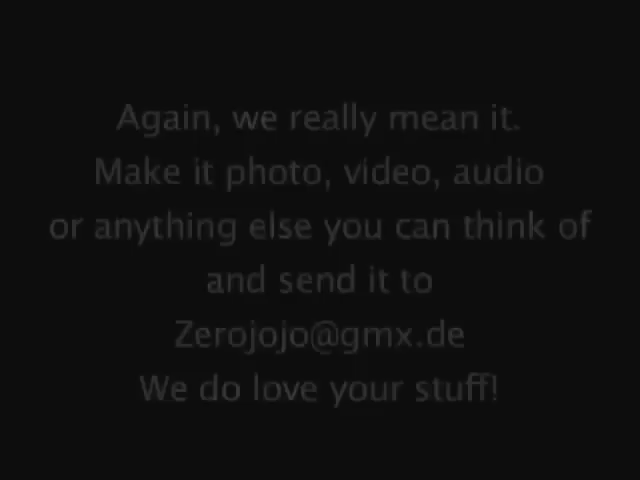 Again, we really mean it.
Make it photo, video, audio
or anything else you can think of
and send it to
Zerojojo@gmx.de
We do love your stuff!